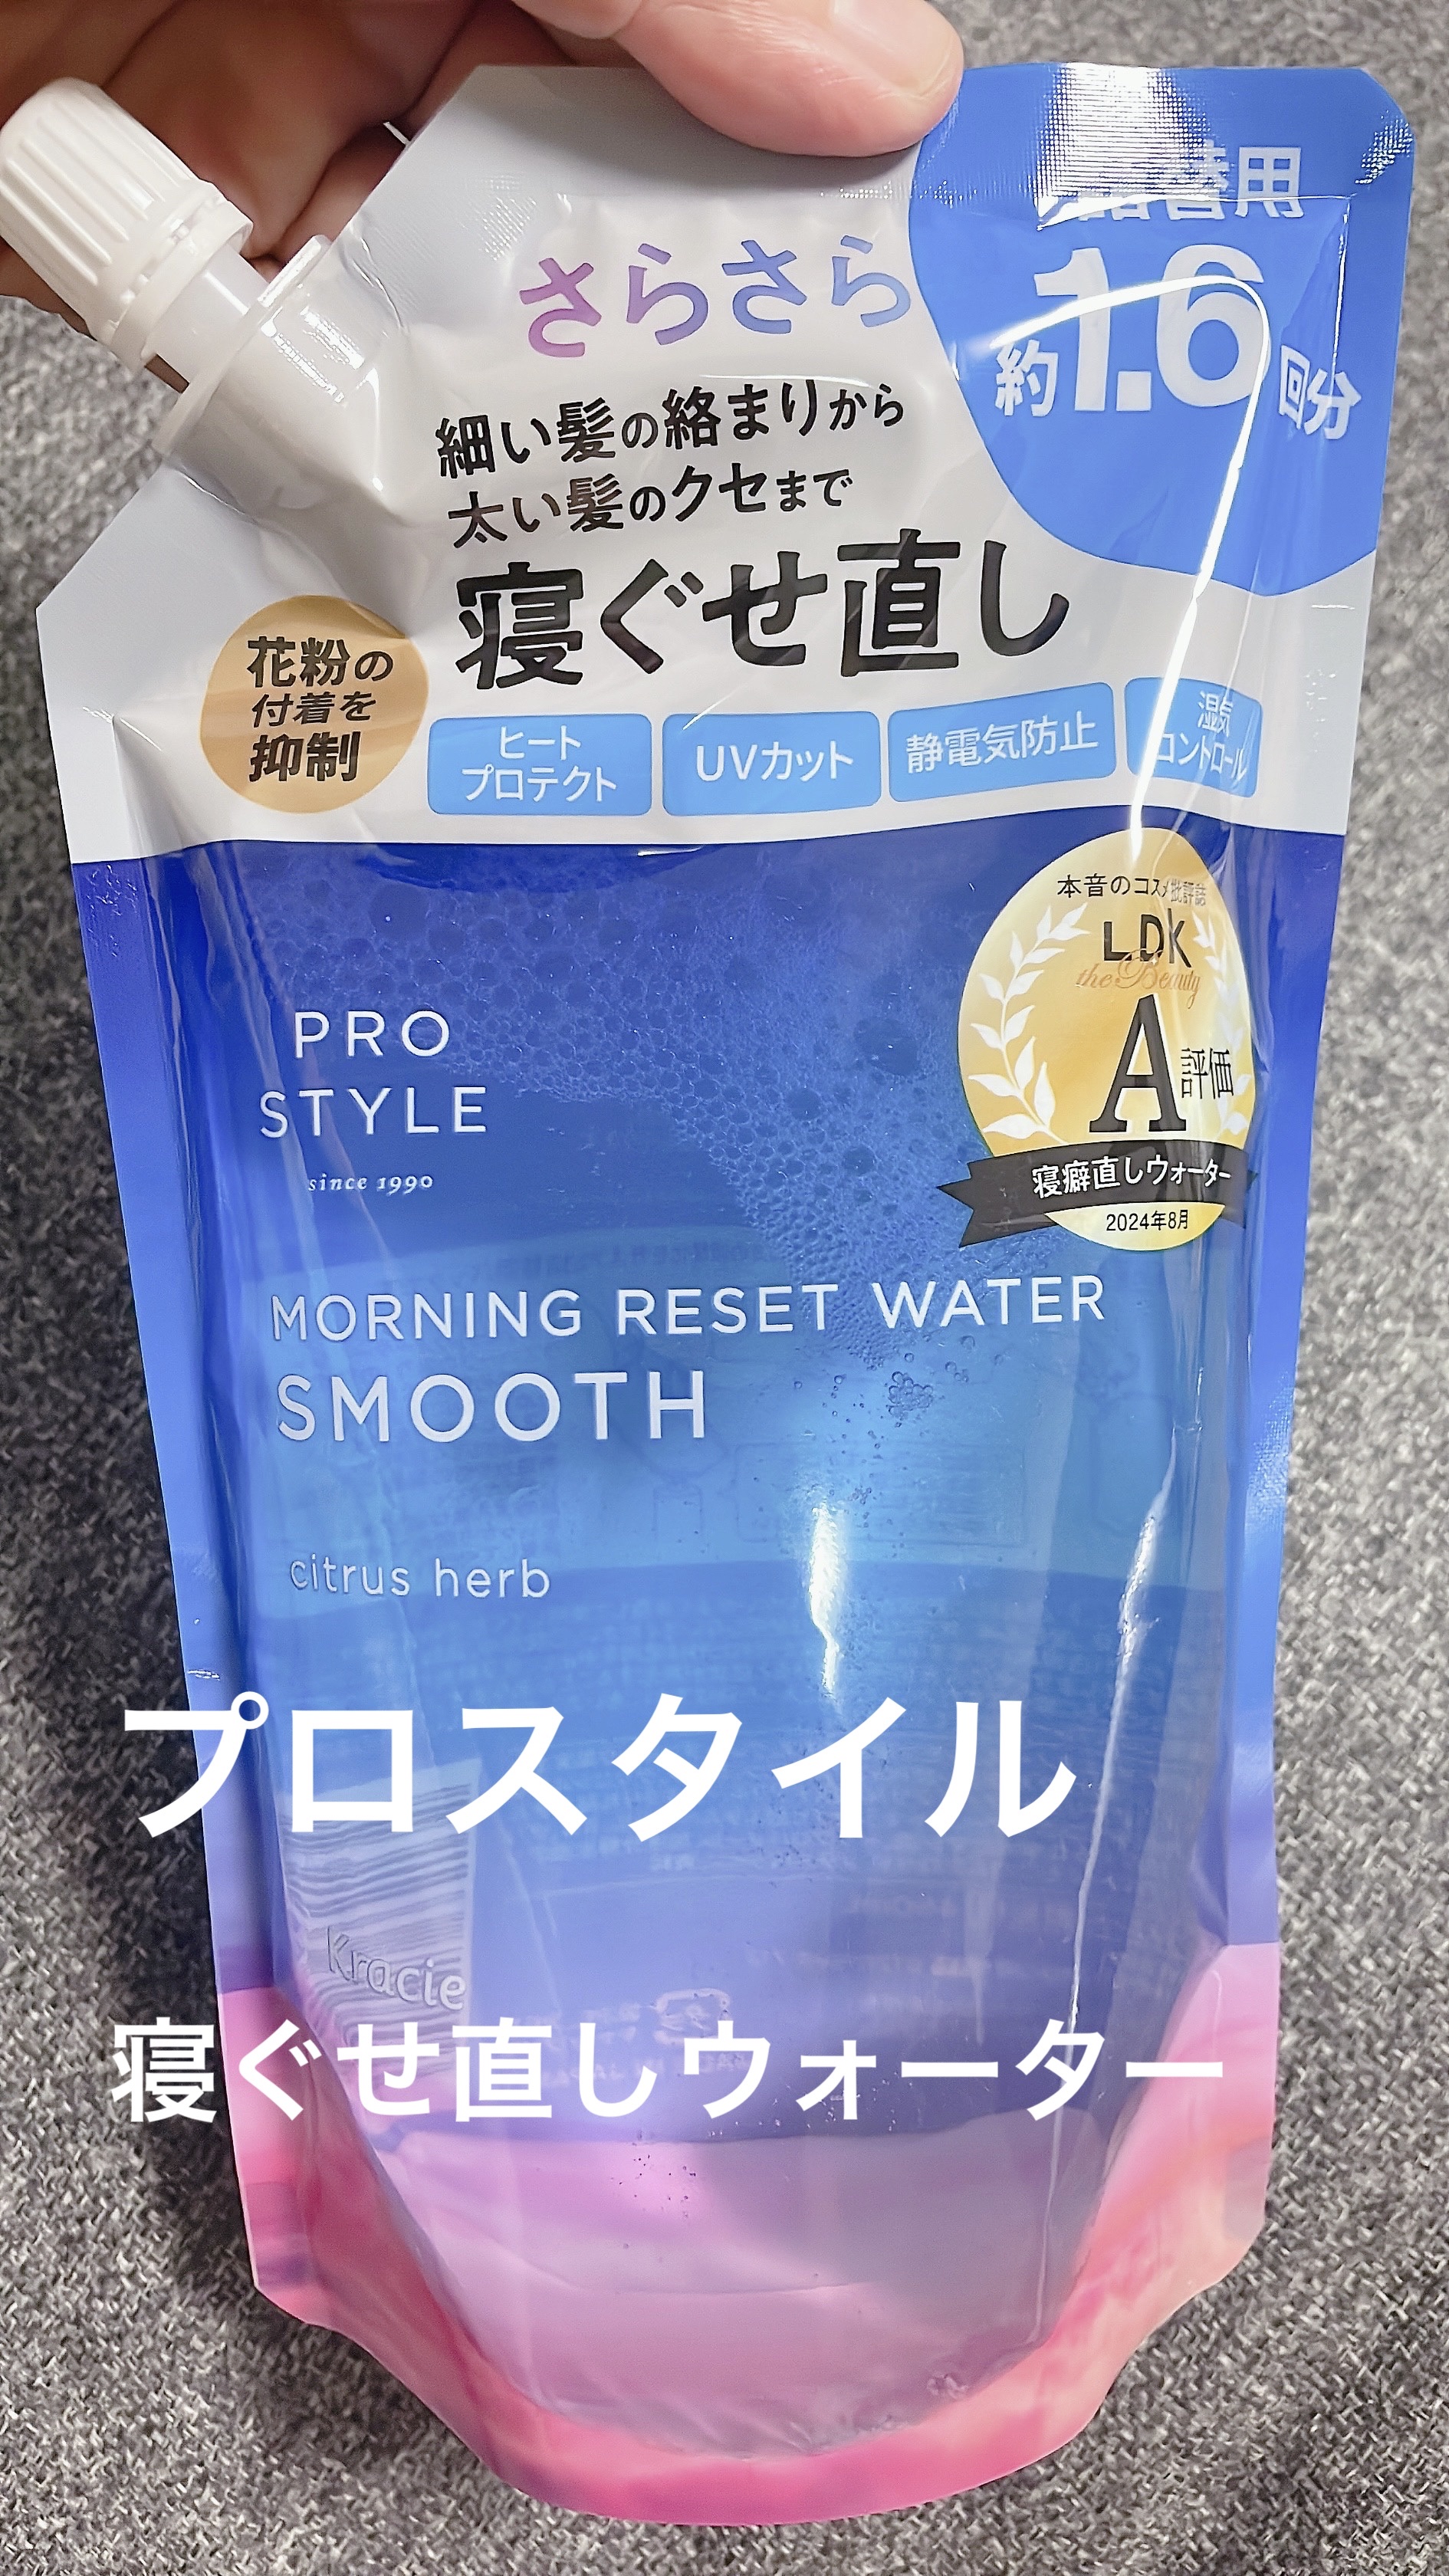 詰替用
約1.6回分
さらさら
細い髪の絡まりから
太い髪のクセまで
寝ぐせ直し
花粉の
付着を
抑制
ヒート
プロテクト
UVカット
静電気防止
湿気
コントロール
本音のコスメ批評誌
LDK
the Beauty
A評価
寝癖直しウォーター
2024年8月
PRO
STYLE
since 1990
MORNING RESET WATER
SMOOTH
citrus herb
プロスタイル
Kracie
寝ぐせ直しウォーター